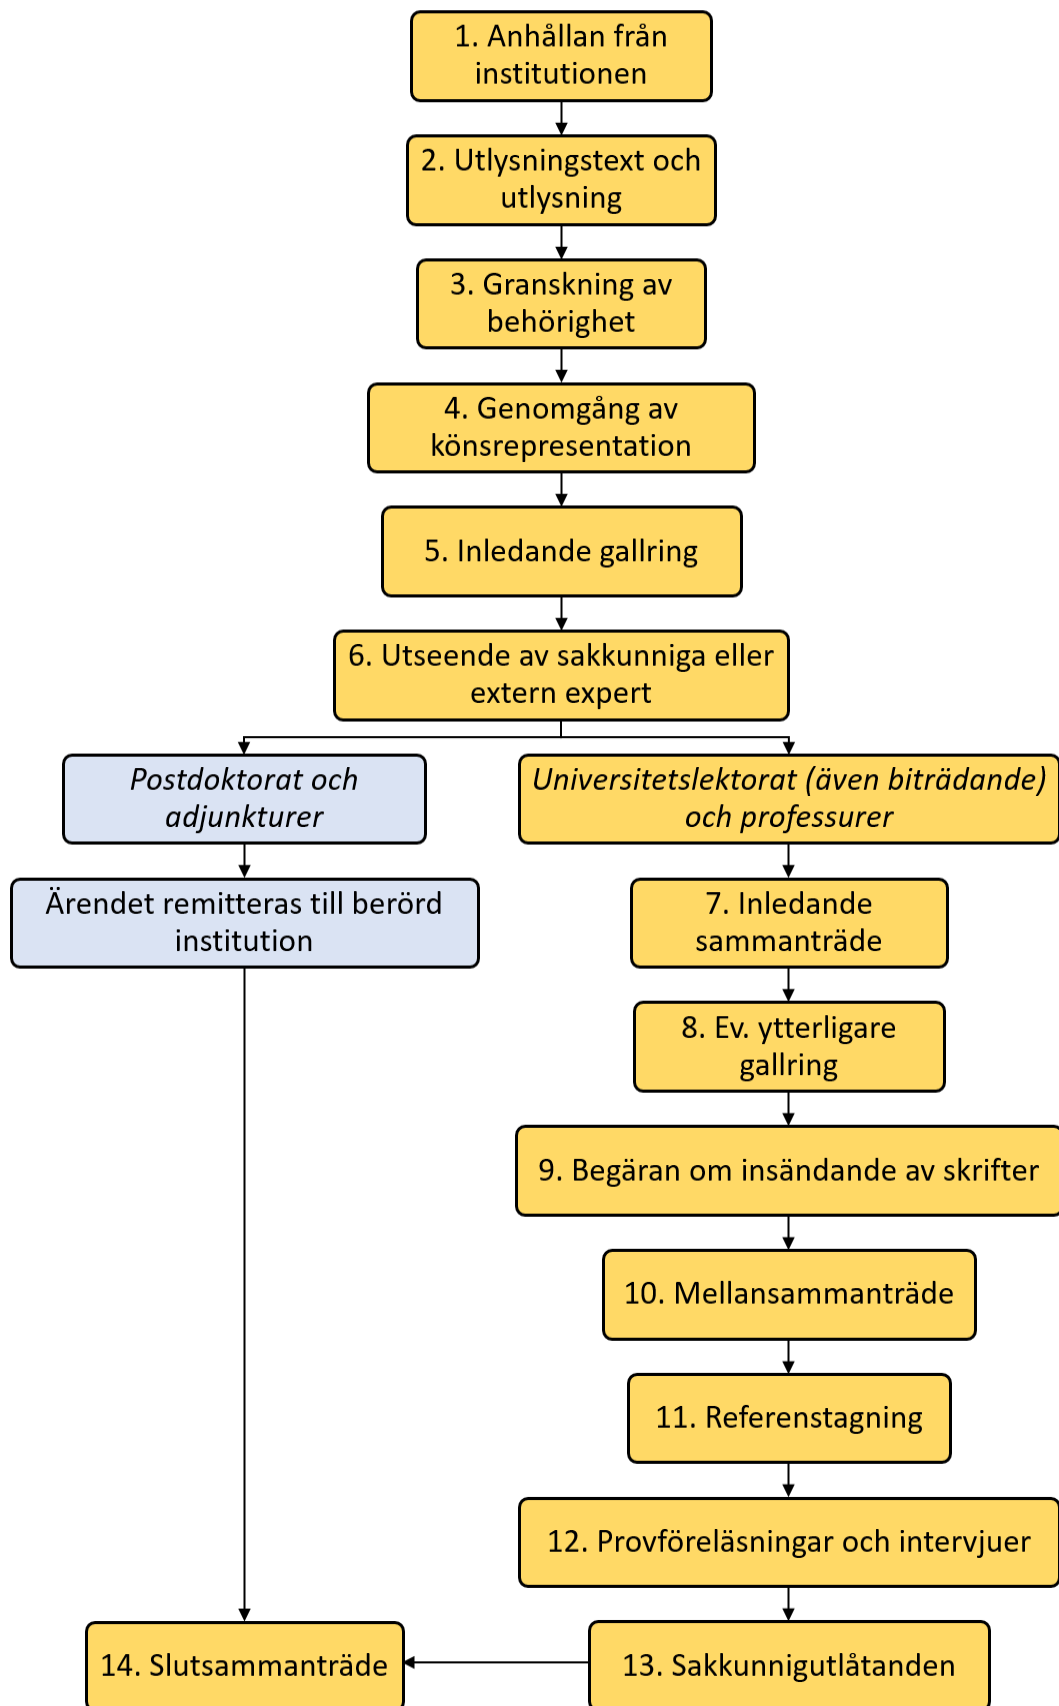 1. Anhållan från
institutionen
2. Utlysningstext och
utlysning
3. Granskning av
behörighet
4. Genomgång av
könsrepresentation
5. Inledande gallring
6. Utseende av sakkunniga eller
extern expert
Postdoktorat och
adjunkturer
Ärendet remitteras till berörd
institution
Universitetslektorat (även biträdande)
och professurer
7. Inledande
sammanträde
8. Ev. ytterligare
gallring
9. Begäran om insändande av skrifter
10. Mellansammanträde
11. Referenstagning
12. Provföreläsningar och intervjuer
13. Sakkunnigutlåtanden
14. Slutsammanträde